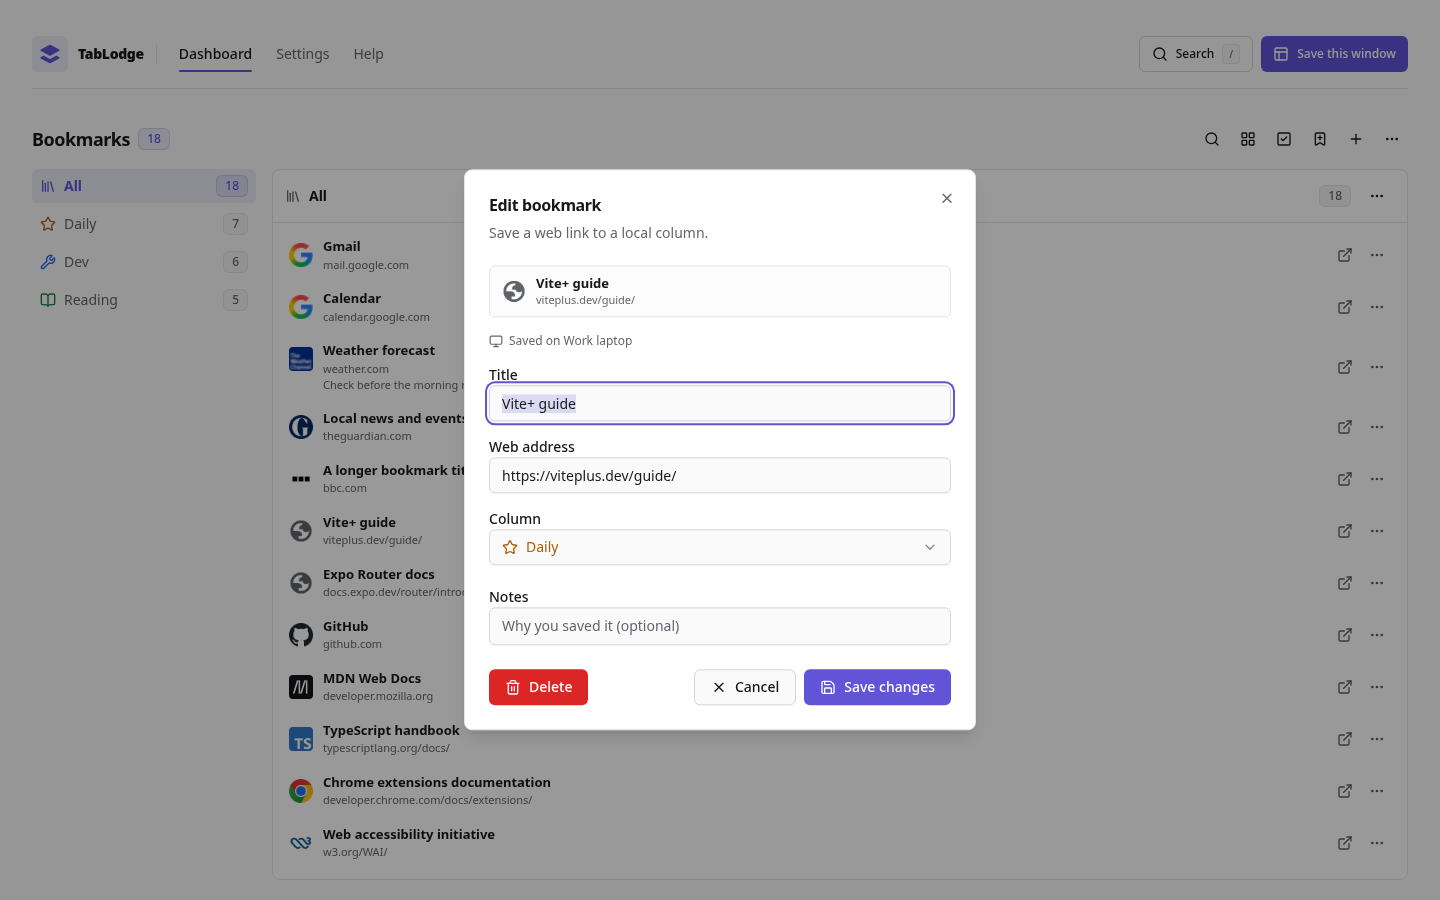 TabLodge
Dashboard
Settings
Help
Search /
Save this window
Bookmarks 18
All 18
Daily 7
Dev 6
Reading 5
All 18
Gmail
mail.google.com
Calendar
calendar.google.com
Weather forecast
weather.com
Check before the morning
Local news and events
theguardian.com
A longer bookmark
bbc.com
Vite+ guide
viteplus.dev/guide/
Expo Router docs
docs.expo.dev/router/
GitHub
github.com
MDN Web Docs
developer.mozilla.org
TS
TypeScript handbook
typescriptlang.org/docs/
Chrome extensions documentation
developer.chrome.com/docs/extensions/
Web accessibility initiative
w3.org/WAI/
Edit bookmark
Save a web link to a local column.
Vite+ guide
viteplus.dev/guide/
Saved on Work laptop
Title
Vite+ guide
Web address
https://viteplus.dev/guide/
Column
Daily
Notes
Why you saved it (optional)
Delete
Cancel
Save changes